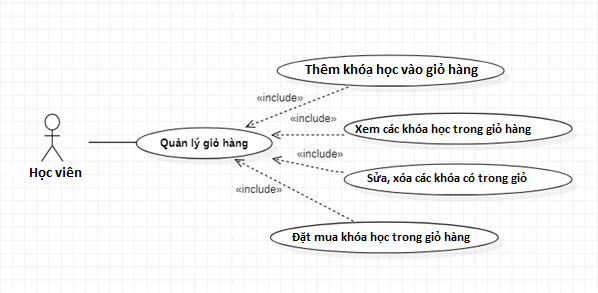 Thêm khóa học vào giỏ hàng
«include»
«include»
Xem các khóa học trong giỏ hàng
Quản lý giỏ hàng
«include»
Học viên
Sửa, xóa các khóa có trong giỏ
«include»
Đặt mua khóa học trong giỏ hàng